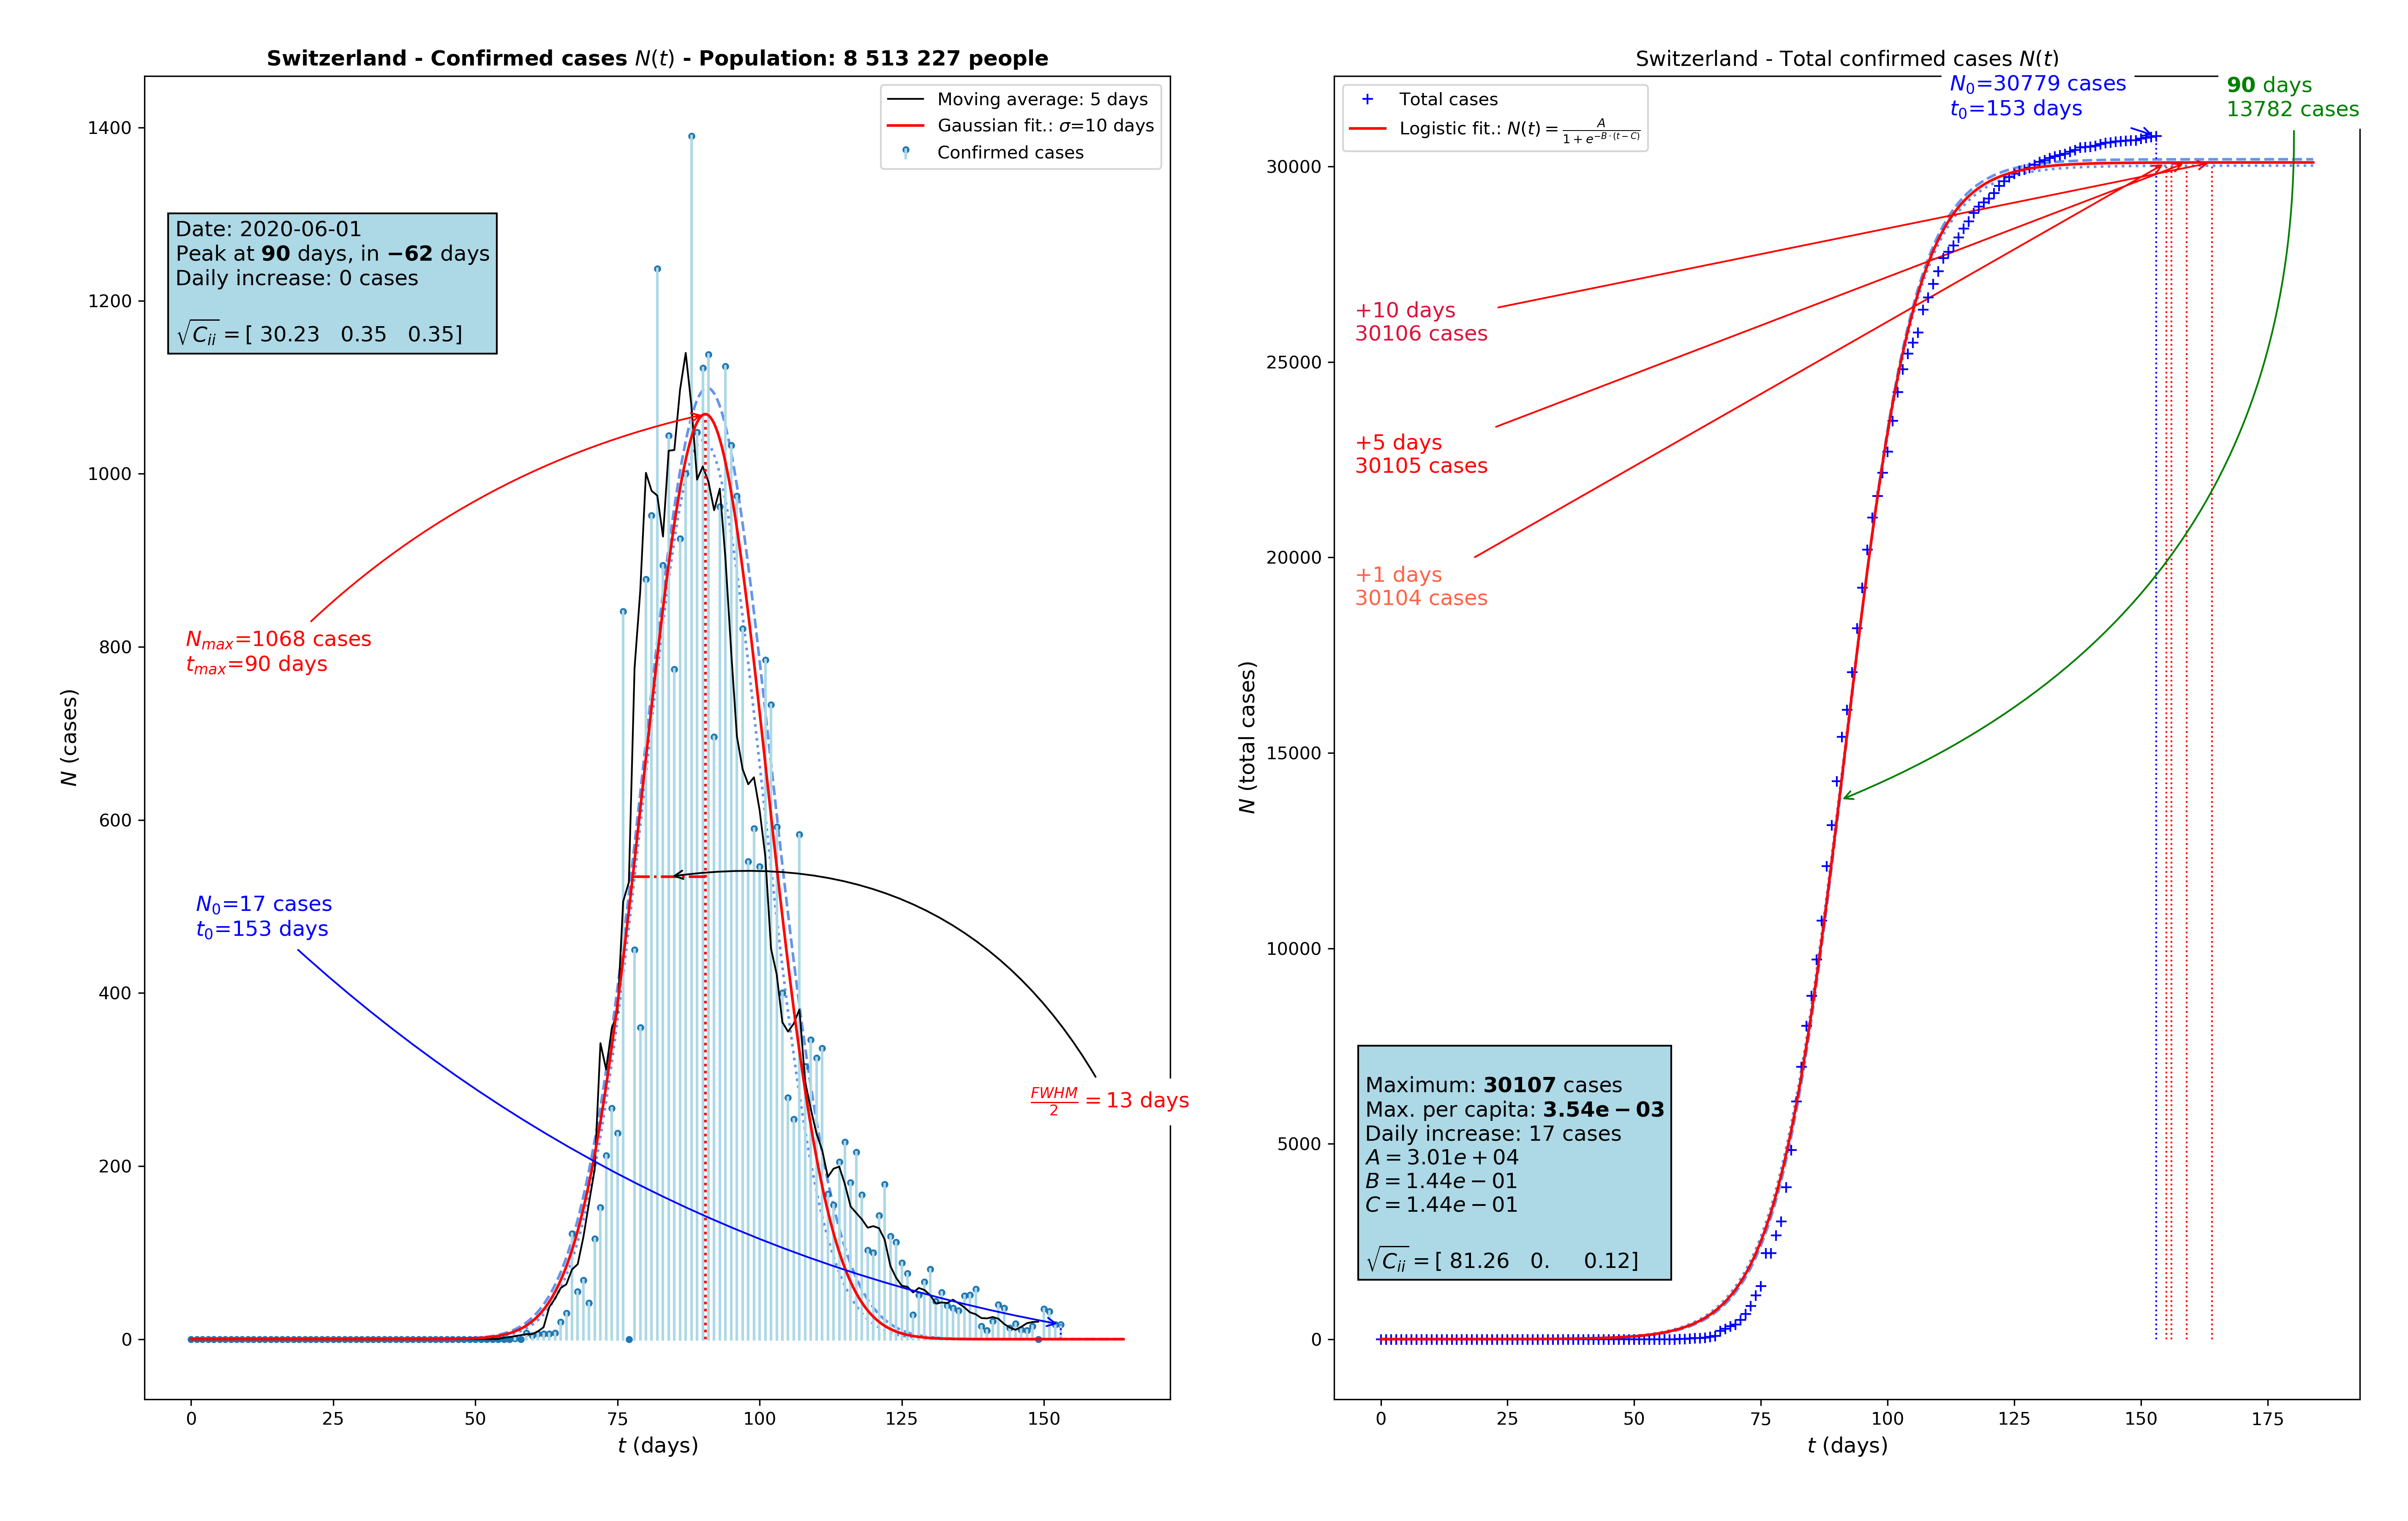 Switzerland - Confirmed cases N(t) - Population: 8 513 227 people
Moving average: 5 days
Gaussian fit.: σ=10 days
Confirmed cases
Date: 2020-06-01
Peak at 90 days, in −62 days
Daily increase: 0 cases
√C_ii = [ 30.23 0.35 0.35]
N_max=1068 cases
t_max=90 days
N_0=17 cases
t_0=153 days
FWHM/2 = 13 days
N (cases)
1400
1200
1000
800
600
400
200
0
0 25 50 75 100 125 150
t (days)
Switzerland - Total confirmed cases N(t)
Total cases
Logistic fit.: N(t) = A/(1 + e^(−B·(t−C)))
N_0=30779 cases
t_0=153 days
90 days
13782 cases
+10 days
30106 cases
+5 days
30105 cases
+1 days
30104 cases
Maximum: 30107 cases
Max. per capita: 3.54e − 03
Daily increase: 17 cases
A = 3.01e + 04
B = 1.44e − 01
C = 1.44e − 01
√C_ii = [ 81.26 0. 0.12]
N (total cases)
30000
25000
20000
15000
10000
5000
0
0 25 50 75 100 125 150 175
t (days)